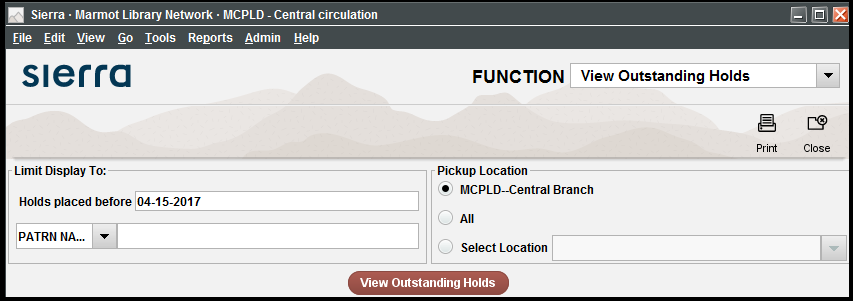 Sierra · Marmot Library Network · MCPLD - Central circulation
File Edit View Go Tools Reports Admin Help
sierra
FUNCTION View Outstanding Holds
Print Close
Limit Display To:
Holds placed before 04-15-2017
PATRN NA...
Pickup Location
MCPLD--Central Branch
All
Select Location
View Outstanding Holds